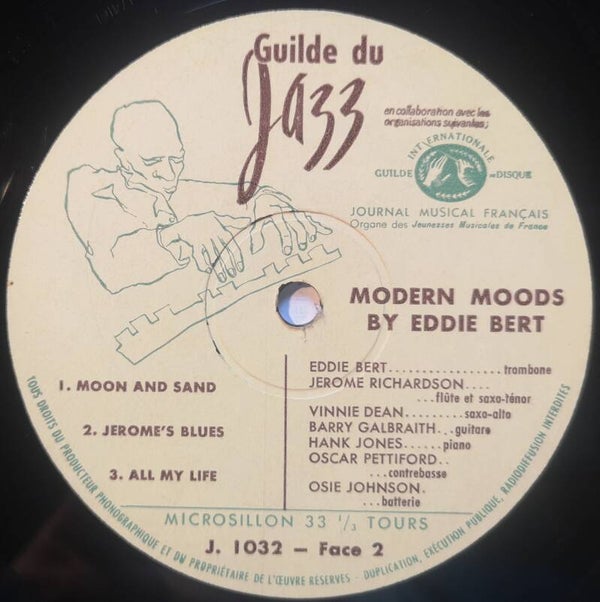 Guilde du
Jazz
en collaboration avec les
organisations suivantes;
INTERNATIONALE
GUILDE DU DISQUE
JOURNAL MUSICAL FRANÇAIS
Organe des Jeunesses Musicales de France
MODERN MOODS
BY EDDIE BERT
1. MOON AND SAND
2. JEROME'S BLUES
3. ALL MY LIFE
EDDIE BERT....................trombone
JEROME RICHARDSON....
...flûte et saxo-ténor
VINNIE DEAN.........saxo-alto
BARRY GALBRAITH...guitare
HANK JONES......piano
OSCAR PETTIFORD..
...contrebasse
OSIE JOHNSON.
...batterie
MICROSILLON 33 1/3 TOURS
J. 1032 – Face 2
TOUS DROITS DU PRODUCTEUR PHONOGRAPHIQUE ET DU PROPRIÉTAIRE DE L'ŒUVRE RÉSERVÉS - DUPLICATION, EXÉCUTION PUBLIQUE, RADIODIFFUSION INTERDITES